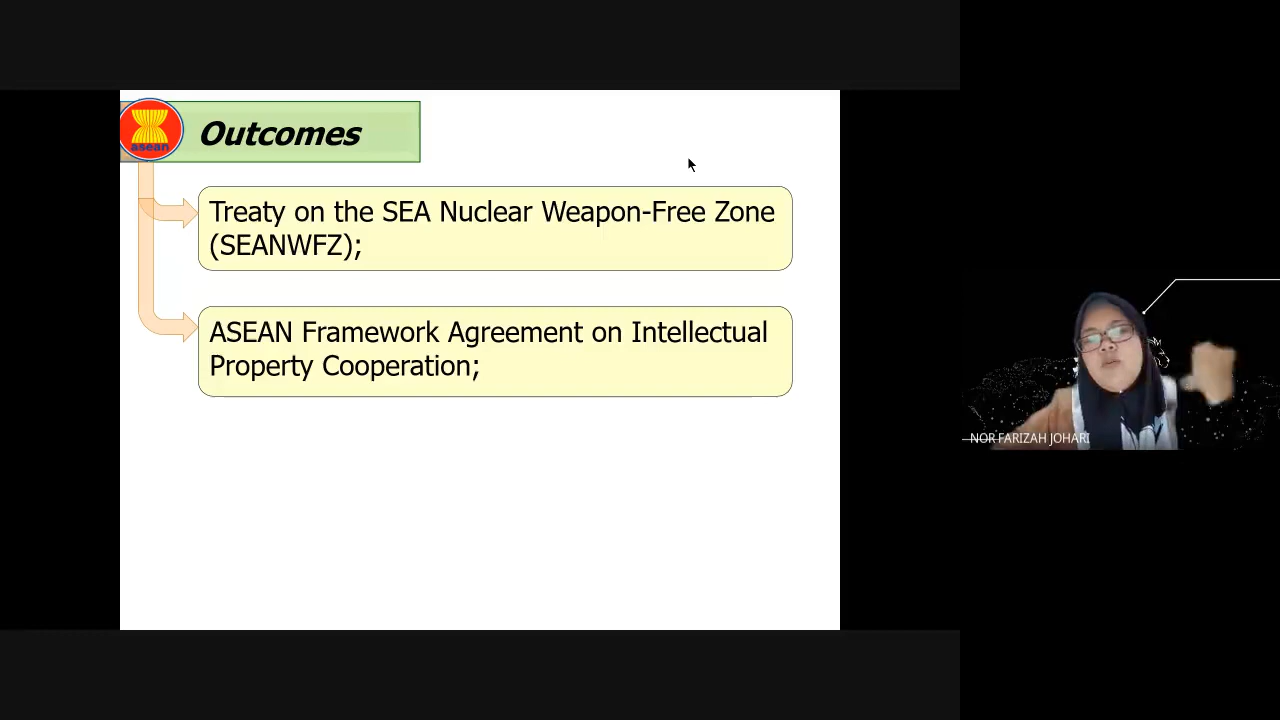 asean
Outcomes
Treaty on the SEA Nuclear Weapon-Free Zone
(SEANWFZ);
ASEAN Framework Agreement on Intellectual
Property Cooperation;
NOR FARIZAH JOHARI